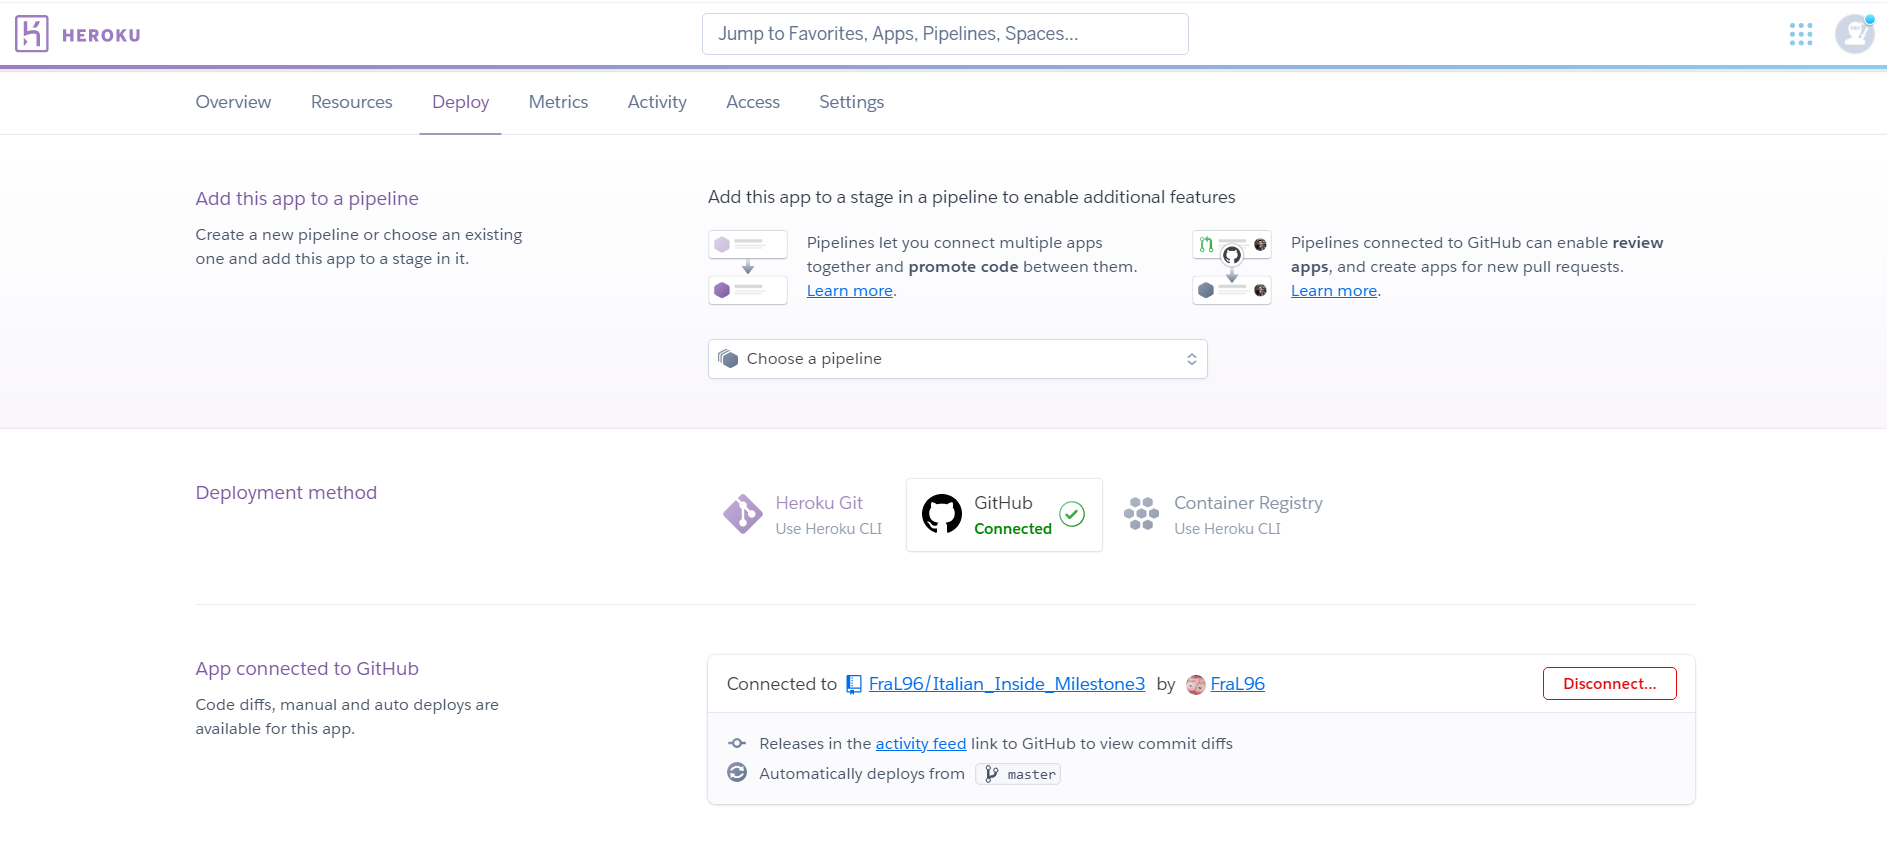 HEROKU
Jump to Favorites, Apps, Pipelines, Spaces...
Overview Resources Deploy Metrics Activity Access Settings
Add this app to a pipeline
Create a new pipeline or choose an existing
one and add this app to a stage in it.
Add this app to a stage in a pipeline to enable additional features
Pipelines let you connect multiple apps
together and promote code between them.
Learn more.
Pipelines connected to GitHub can enable review
apps, and create apps for new pull requests.
Learn more.
Choose a pipeline
Deployment method
Heroku Git
Use Heroku CLI
GitHub
Connected
Container Registry
Use Heroku CLI
App connected to GitHub
Code diffs, manual and auto deploys are
available for this app.
Connected to FraL96/Italian_Inside_Milestone3 by FraL96
Disconnect...
Releases in the activity feed link to GitHub to view commit diffs
Automatically deploys from master